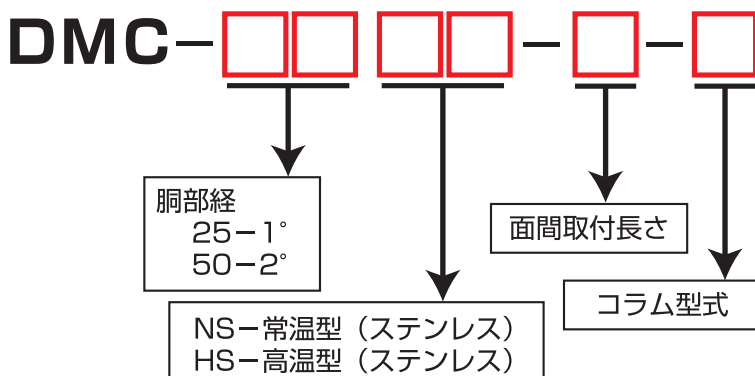 DMC－□□ □□－□－□
胴部経
25－1°
50－2°
面間取付長さ
コラム型式
NS－常温型（ステンレス）
HS－高温型（ステンレス）